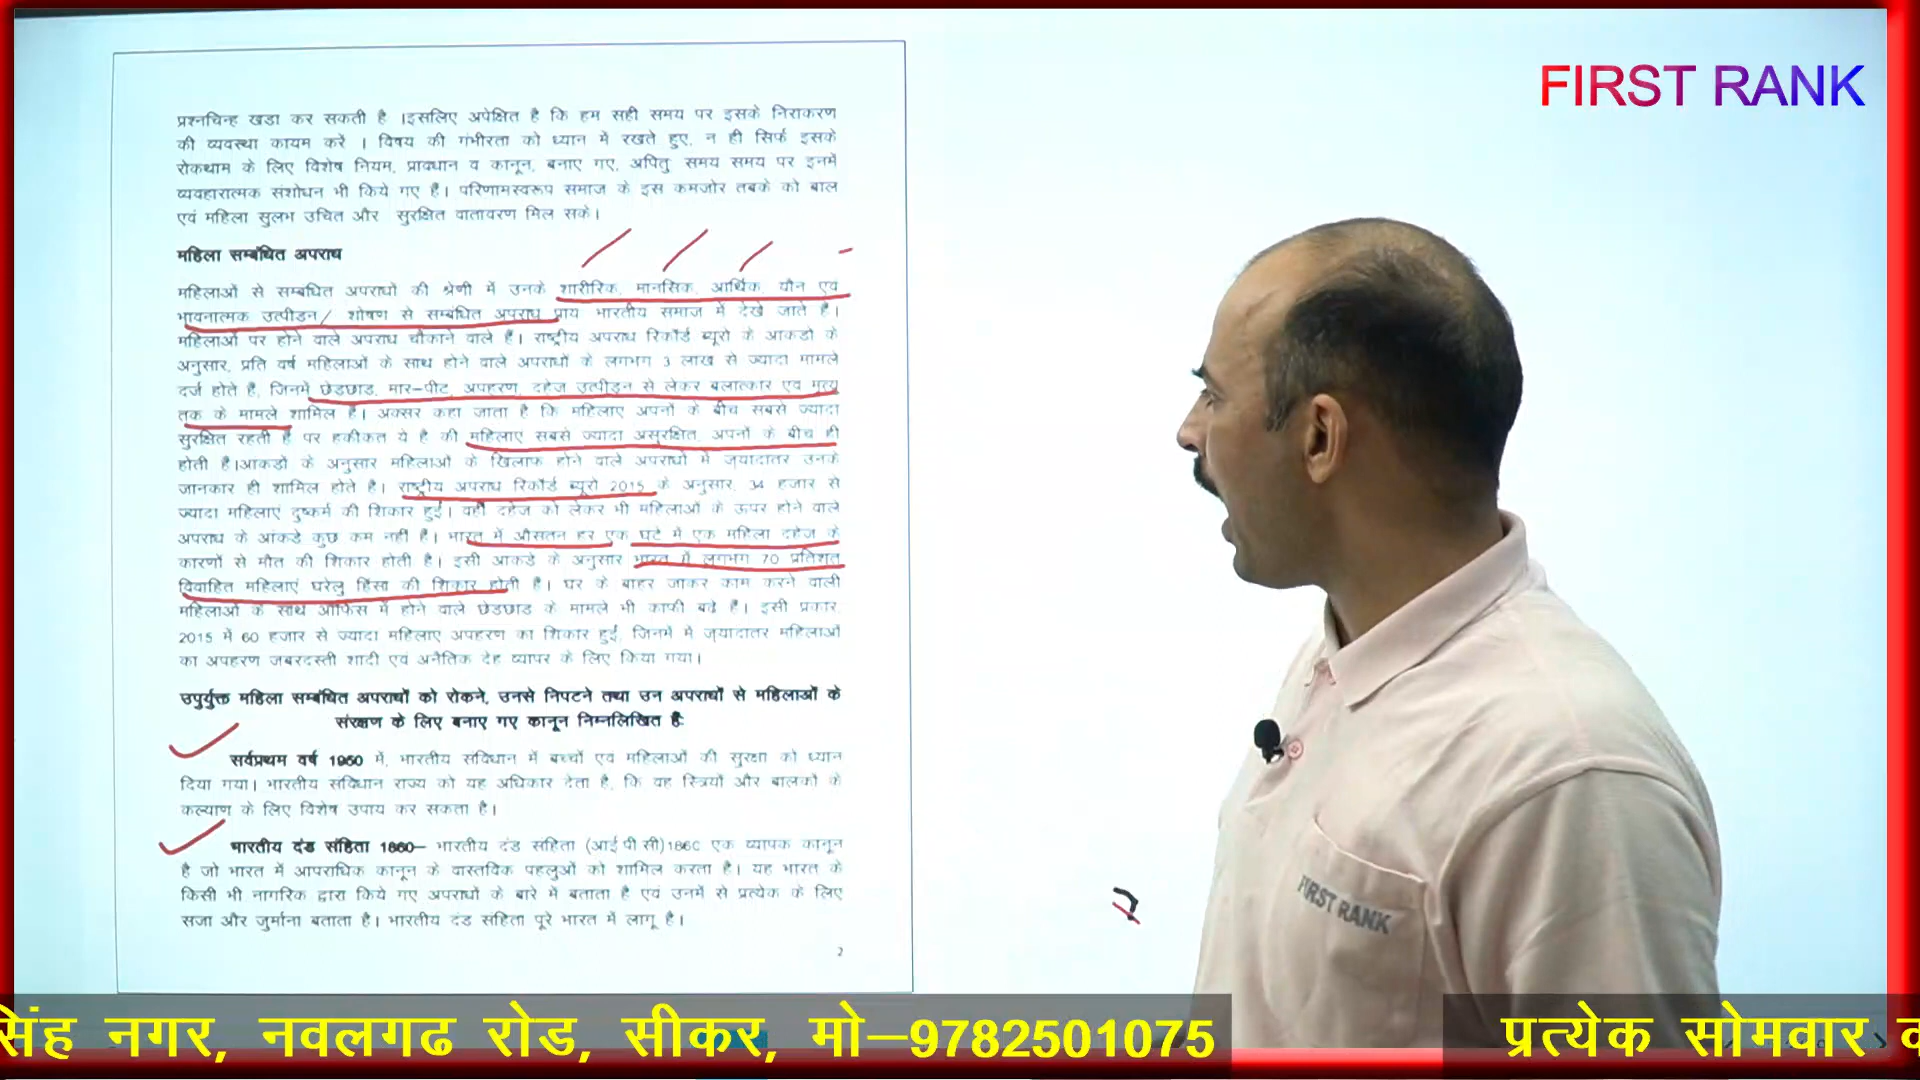 FIRST RANK
प्रश्नचिन्ह खडा कर सकती है ।इसलिए अपेक्षित है कि हम सही समय पर इसके निराकरण
की व्यवस्था कायम करें । विषय की गंभीरता को ध्यान में रखते हुए, न ही सिर्फ इसके
रोकथाम के लिए विशेष नियम, प्रावधान व कानून, बनाए गए, अपितु समय समय पर इनमें
व्यवहारात्मक संशोधन भी किये गए हैं। परिणामस्वरूप समाज के इस कमजोर तबके को बाल
एवं महिला सुलभ उचित और सुरक्षित वातावरण मिल सके।
महिला सम्बंधित अपराध
महिलाओं से सम्बंधित अपराधों की श्रेणी में उनके शारीरिक, मानसिक, आर्थिक, यौन एवं
भावनात्मक उत्पीडन/ शोषण से सम्बंधित अपराध प्राय भारतीय समाज में देखे जाते है।
महिलाओं पर होने वाले अपराध चौकाने वाले हैं। राष्ट्रीय अपराध रिकॉर्ड ब्यूरो के आकडो के
अनुसार, प्रति वर्ष महिलाओं के साथ होने वाले अपराधों के लगभग 3 लाख से ज्यादा मामले
दर्ज होते है, जिनमें छेडछाड, मार–पीट, अपहरण, दहेज उत्पीड़न से लेकर बलात्कार एवं मृत्यु
तक के मामले शामिल हैं। अक्सर कहा जाता है कि महिलाए अपनों के बीच सबसे ज्यादा
सुरक्षित रहती हैं पर हकीकत ये है की महिलाएं सबसे ज्यादा असुरक्षित, अपनों के बीच ही
होती है।आकडों के अनुसार महिलाओं के खिलाफ होने वाले अपराधो में ज्यादातर उनके
जानकार ही शामिल होते है। राष्ट्रीय अपराध रिकॉर्ड ब्यूरो 2015 के अनुसार, 34 हजार से
ज्यादा महिलाएं दुष्कर्म की शिकार हुई। वहीं दहेज को लेकर भी महिलाओं के ऊपर होने वाले
अपराध के आंकडे कुछ कम नहीं हैं। भारत में औसतन हर एक घंटे में एक महिला दहेज के
कारणों से मौत की शिकार होती है। इसी आकडे के अनुसार भारत में लगभग 70 प्रतिशत
विवाहित महिलाएं घरेलु हिंसा की शिकार होती हैं। घर के बाहर जाकर काम करने वाली
महिलाओं के साथ ऑफिस में होने वाले छेडछाड के मामले भी काफी बढे हैं। इसी प्रकार,
2015 में 60 हजार से ज्यादा महिलाए अपहरण का शिकार हुई, जिनमें में ज्यादातर महिलाओं
का अपहरण जबरदस्ती शादी एवं अनैतिक देह व्यापर के लिए किया गया।
उपुर्युक्त महिला सम्बंधित अपराधों को रोकने, उनसे निपटने तथा उन अपराधों से महिलाओं के
संरक्षण के लिए बनाए गए कानून निम्नलिखित हैं:
सर्वप्रथम वर्ष 1950 में, भारतीय संविधान में बच्चों एवं महिलाओं की सुरक्षा को ध्यान
दिया गया। भारतीय संविधान राज्य को यह अधिकार देता है, कि वह स्त्रियों और बालकों के
कल्याण के लिए विशेष उपाय कर सकता है।
भारतीय दंड संहिता 1860– भारतीय दंड संहिता (आई पी सी)1860 एक व्यापक कानून
है जो भारत में आपराधिक कानून के वास्तविक पहलुओं को शामिल करता है। यह भारत के
किसी भी नागरिक द्वारा किये गए अपराधों के बारे में बताता है एवं उनमें से प्रत्येक के लिए
सजा और जुर्माना बताता है। भारतीय दंड संहिता पूरे भारत में लागू है।
2
FIRST RANK
सिंह नगर, नवलगढ रोड, सीकर, मो–9782501075
प्रत्येक सोमवार